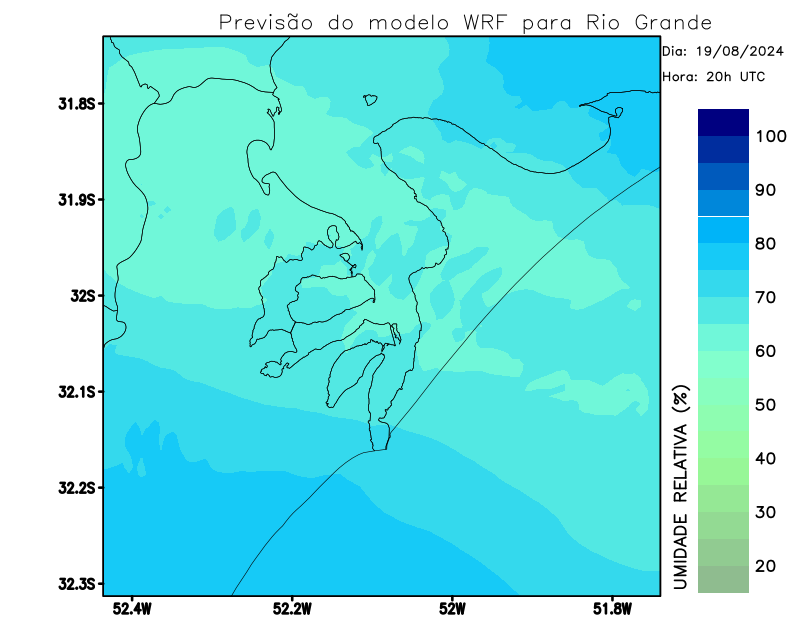 Previsão do modelo WRF para Rio Grande
Dia: 19/08/2024
Hora: 20h UTC
31.8S
31.9S
32S
32.1S
32.2S
32.3S
52.4W
52.2W
52W
51.8W
100
90
80
70
60
50
40
30
20
UMIDADE RELATIVA (%)